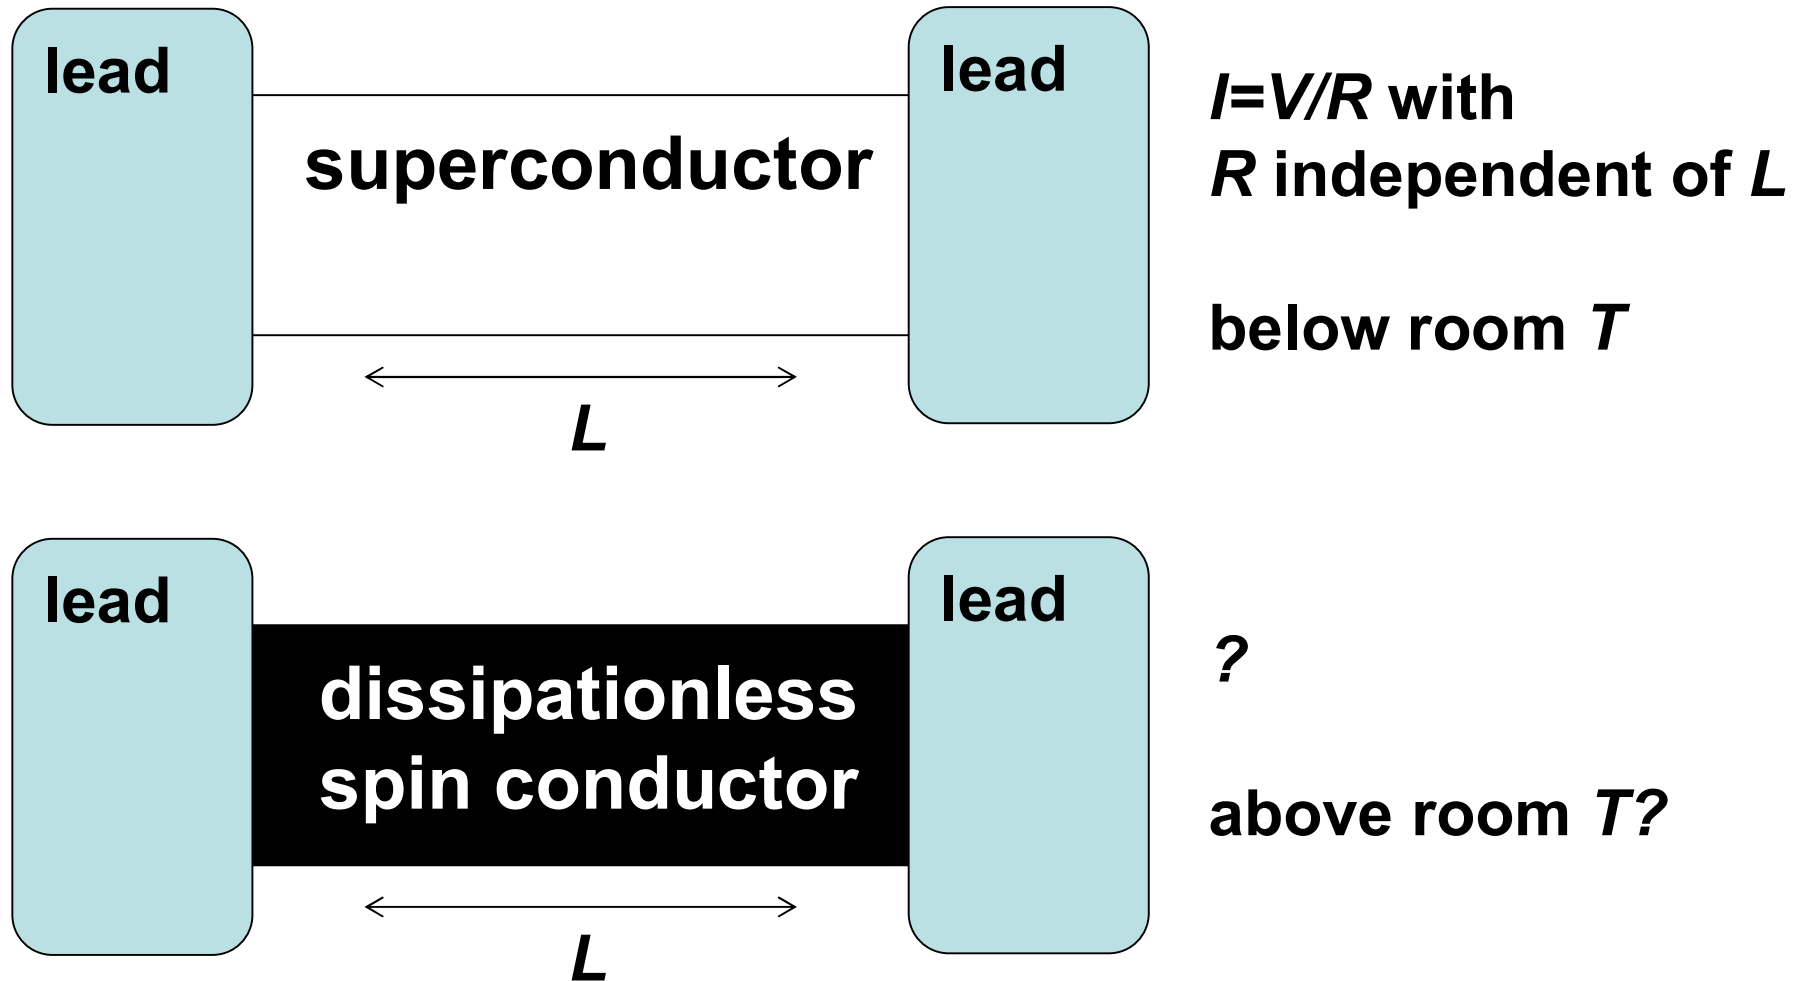 lead
lead
superconductor
I=V/R with
R independent of L
below room T
L
lead
lead
dissipationless
spin conductor
?
above room T?
L